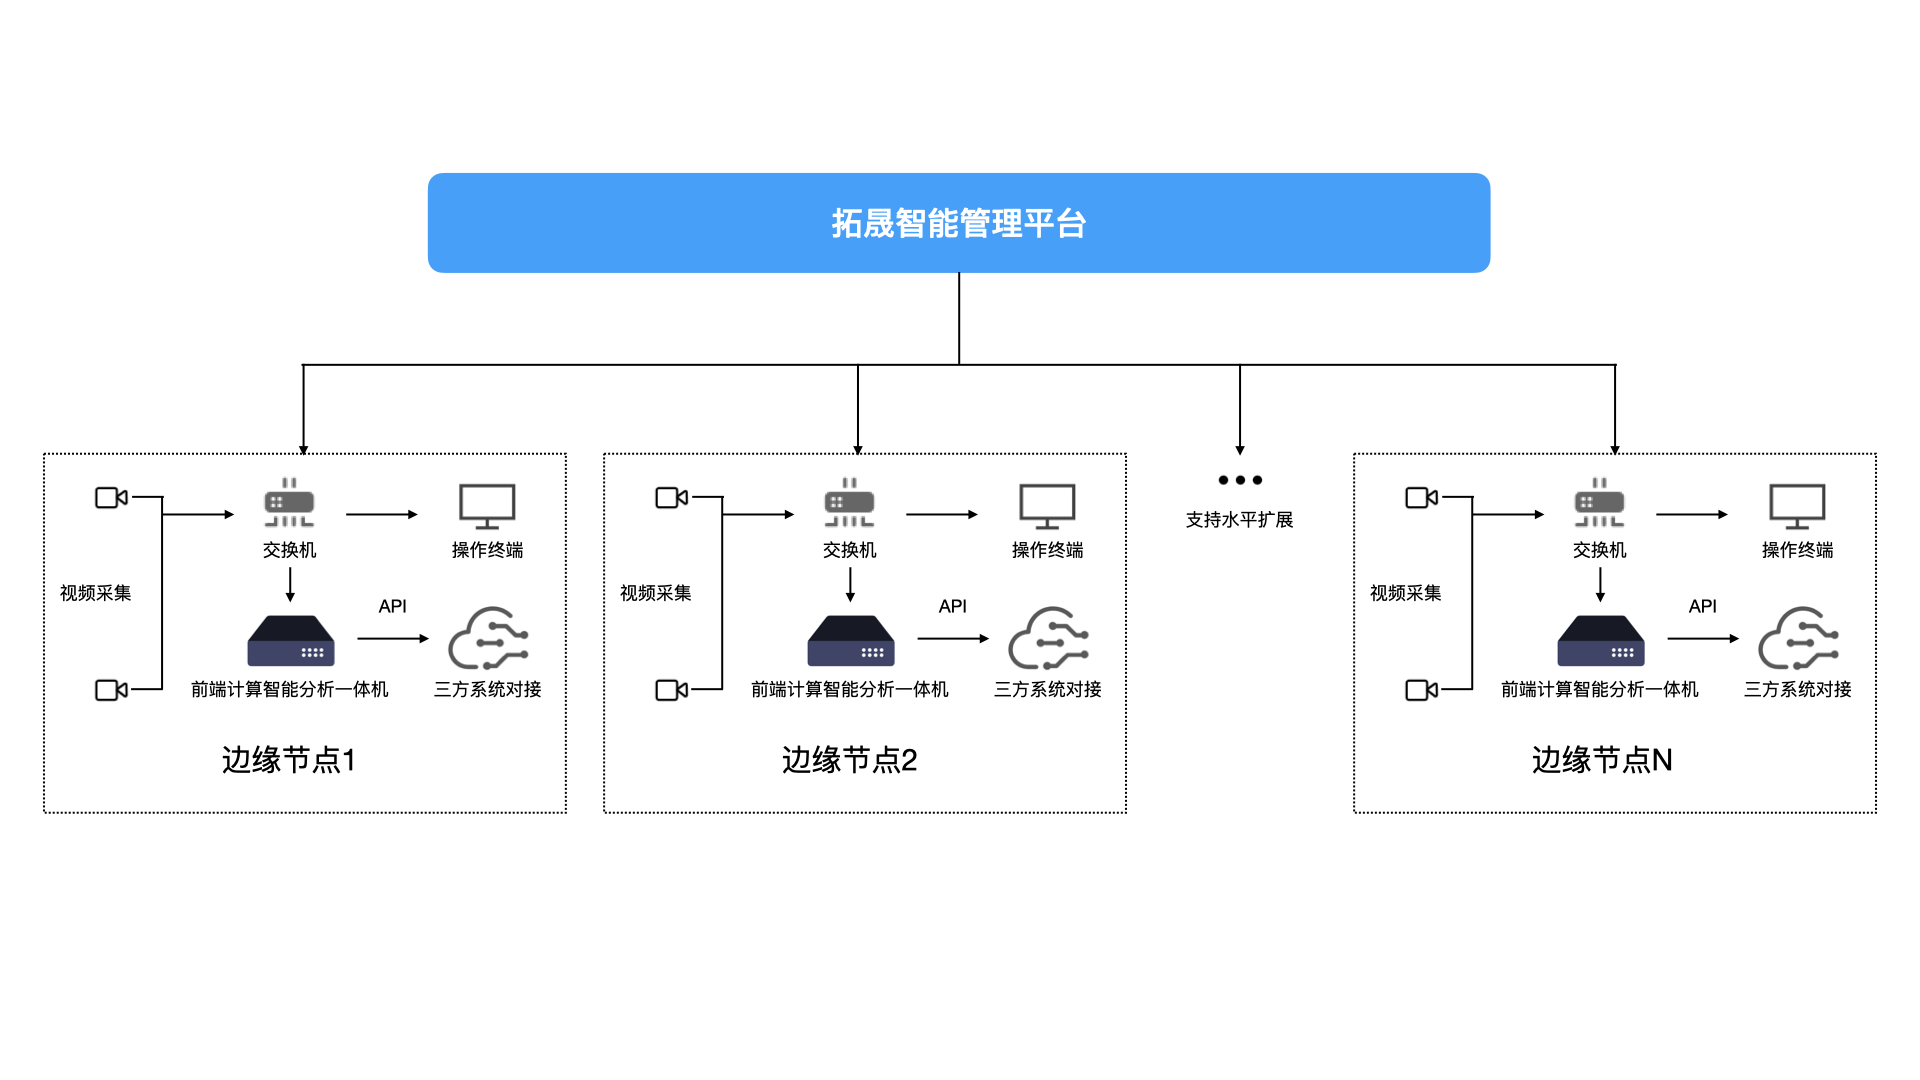 拓晟智能管理平台
交换机
操作终端
视频采集
API
前端计算智能分析一体机
三方系统对接
边缘节点1
交换机
操作终端
视频采集
API
前端计算智能分析一体机
三方系统对接
边缘节点2
支持水平扩展
交换机
操作终端
视频采集
API
前端计算智能分析一体机
三方系统对接
边缘节点N